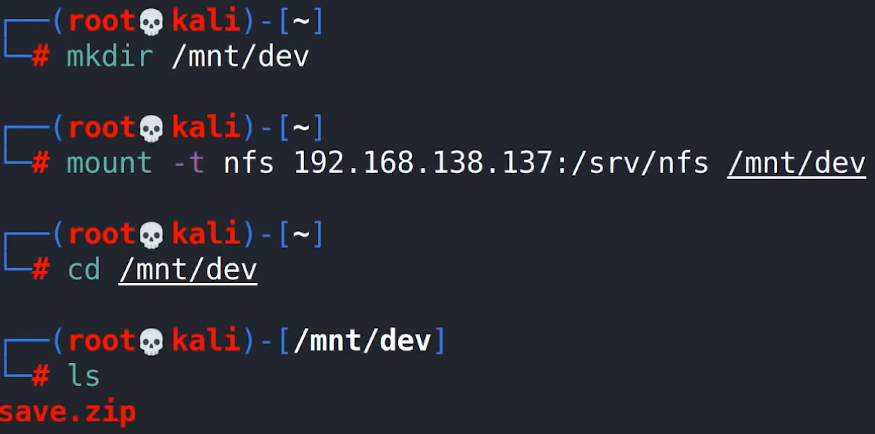 ┌──(root💀kali)-[~]
└─# mkdir /mnt/dev
┌──(root💀kali)-[~]
└─# mount -t nfs 192.168.138.137:/srv/nfs /mnt/dev
┌──(root💀kali)-[~]
└─# cd /mnt/dev
┌──(root💀kali)-[/mnt/dev]
└─# ls
save.zip